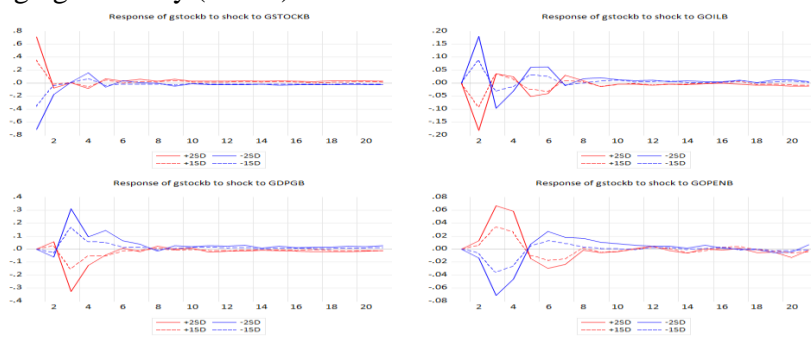 Response of gstockb to shock to GSTOCKB
.8
.6
.4
.2
.0
-.2
-.4
-.6
-.8
2 4 6 8 10 12 14 16 18 20
+2SD -2SD
+1SD -1SD
Response of gstockb to shock to GOILB
.20
.15
.10
.05
.00
-.05
-.10
-.15
-.20
2 4 6 8 10 12 14 16 18 20
+2SD -2SD
+1SD -1SD
Response of gstockb to shock to GDPGB
.4
.3
.2
.1
.0
-.1
-.2
-.3
-.4
2 4 6 8 10 12 14 16 18 20
+2SD -2SD
+1SD -1SD
Response of gstockb to shock to GOPENB
.08
.06
.04
.02
.00
-.02
-.04
-.06
-.08
2 4 6 8 10 12 14 16 18 20
+2SD -2SD
+1SD -1SD